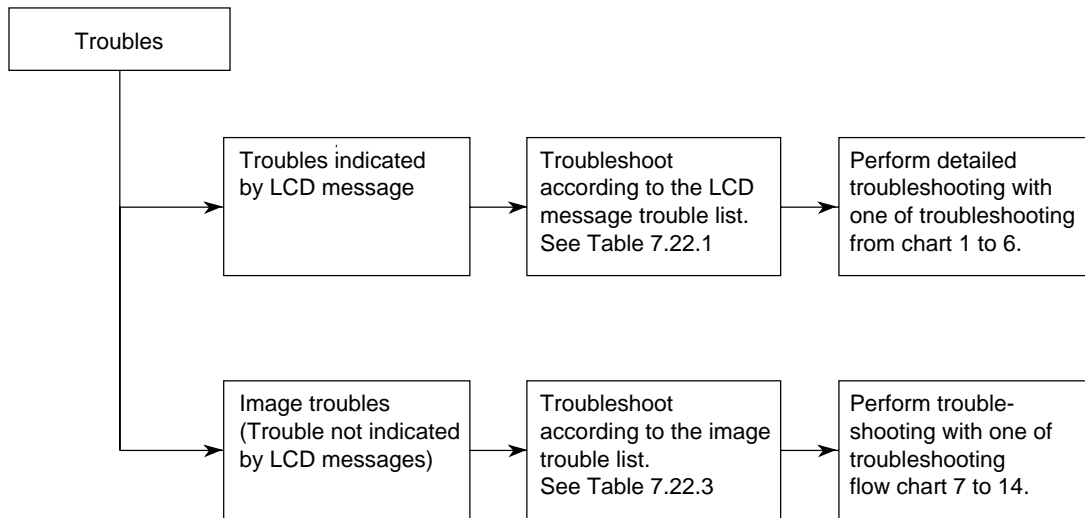 Troubles
Troubles indicated
by LCD message
Troubleshoot
according to the LCD
message trouble list.
See Table 7.22.1
Perform detailed
troubleshooting with
one of troubleshooting
from chart 1 to 6.
Image troubles
(Trouble not indicated
by LCD messages)
Troubleshoot
according to the image
trouble list.
See Table 7.22.3
Perform trouble-
shooting with one of
troubleshooting
flow chart 7 to 14.